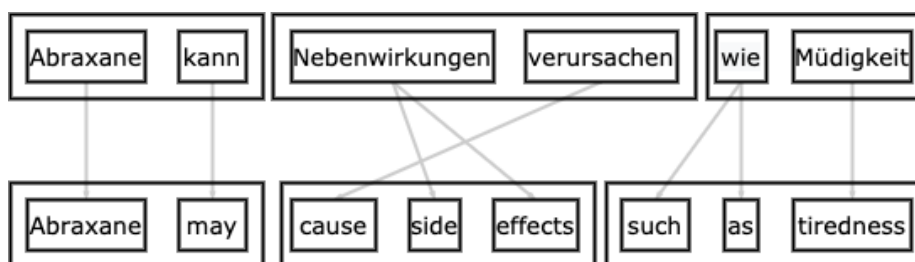 Abraxane kann Nebenwirkungen verursachen wie Müdigkeit
Abraxane may cause side effects such as tiredness